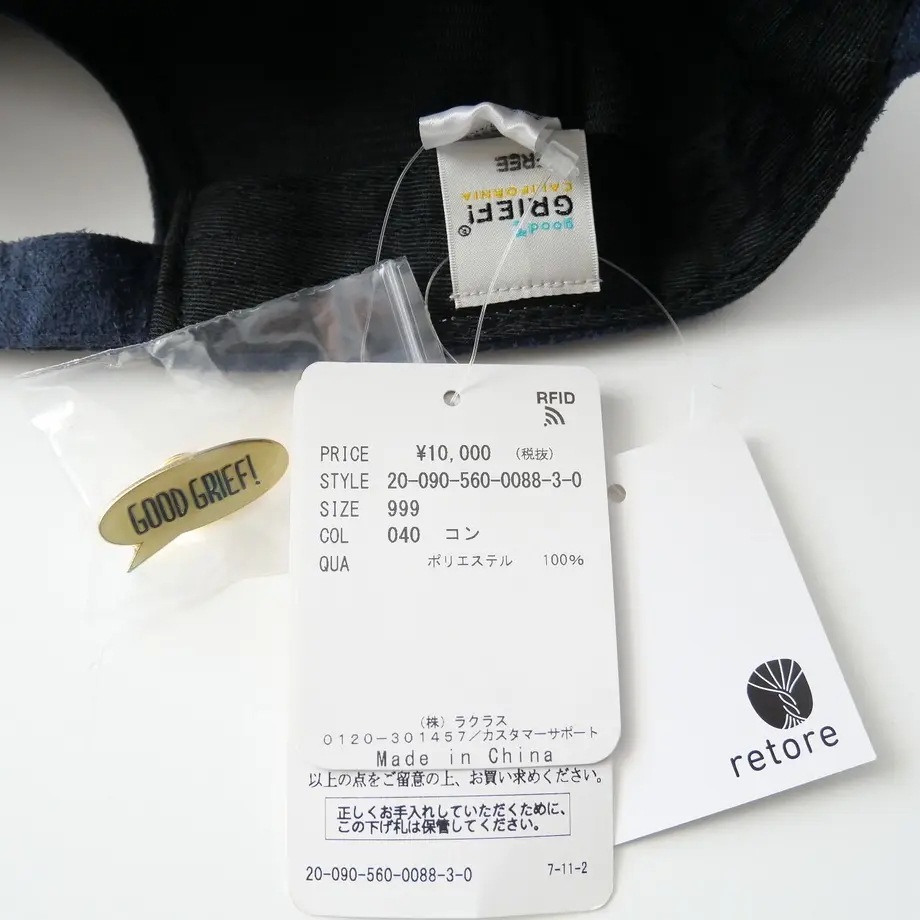 FREE
CALIFORNIA
GRIEF!®
good
GOOD GRIEF!
RFID
PRICE ¥10,000 (税抜)
STYLE 20-090-560-0088-3-0
SIZE 999
COL 040 コン
QUA ポリエステル 100%
(株)ラクラス
0120-301457/カスタマーサポート
Made in China
以上の点をご留意の上、お買い求めください。
正しくお手入れしていただくために、
この下げ札は保管してください。
20-090-560-0088-3-0 7-11-2
retore